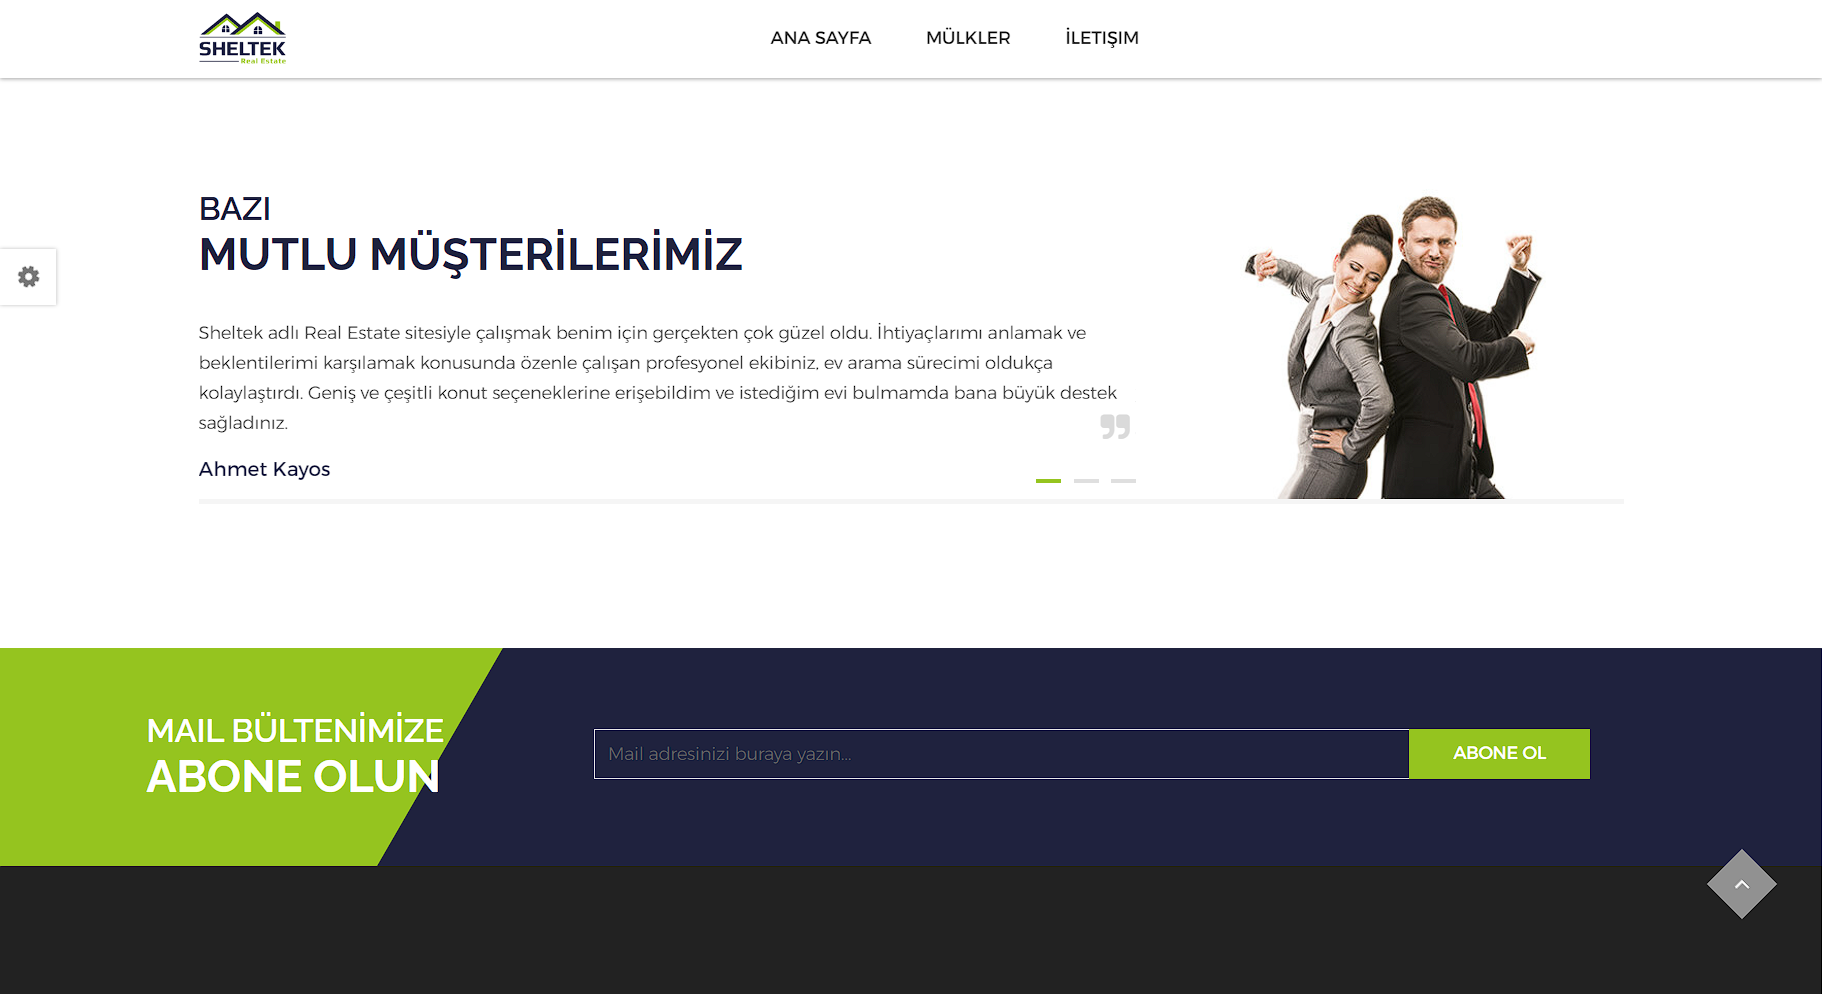 SHELTEK
Real Estate
ANA SAYFA
MÜLKLER
İLETIŞIM
BAZI
MUTLU MÜŞTERİLERİMİZ
Sheltek adlı Real Estate sitesiyle çalışmak benim için gerçekten çok güzel oldu. İhtiyaçlarımı anlamak ve
beklentilerimi karşılamak konusunda özenle çalışan profesyonel ekibiniz, ev arama sürecimi oldukça
kolaylaştırdı. Geniş ve çeşitli konut seçeneklerine erişebildim ve istediğim evi bulmamda bana büyük destek
sağladınız.
Ahmet Kayos
MAIL BÜLTENİMİZE
ABONE OLUN
Mail adresinizi buraya yazın...
ABONE OL